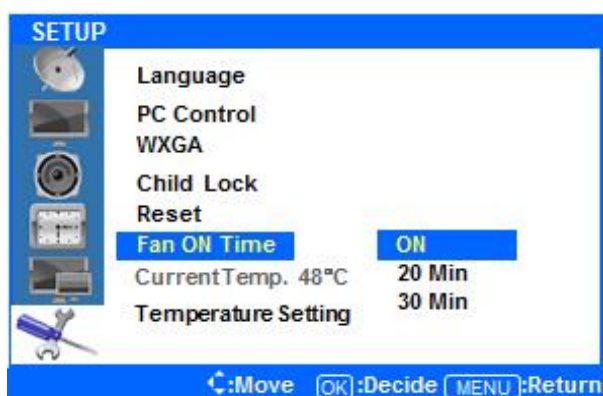 SETUP
Language
PC Control
WXGA
Child Lock
Reset
Fan ON Time ON
CurrentTemp. 48°C 20 Min
Temperature Setting 30 Min
:Move OK :Decide MENU :Return